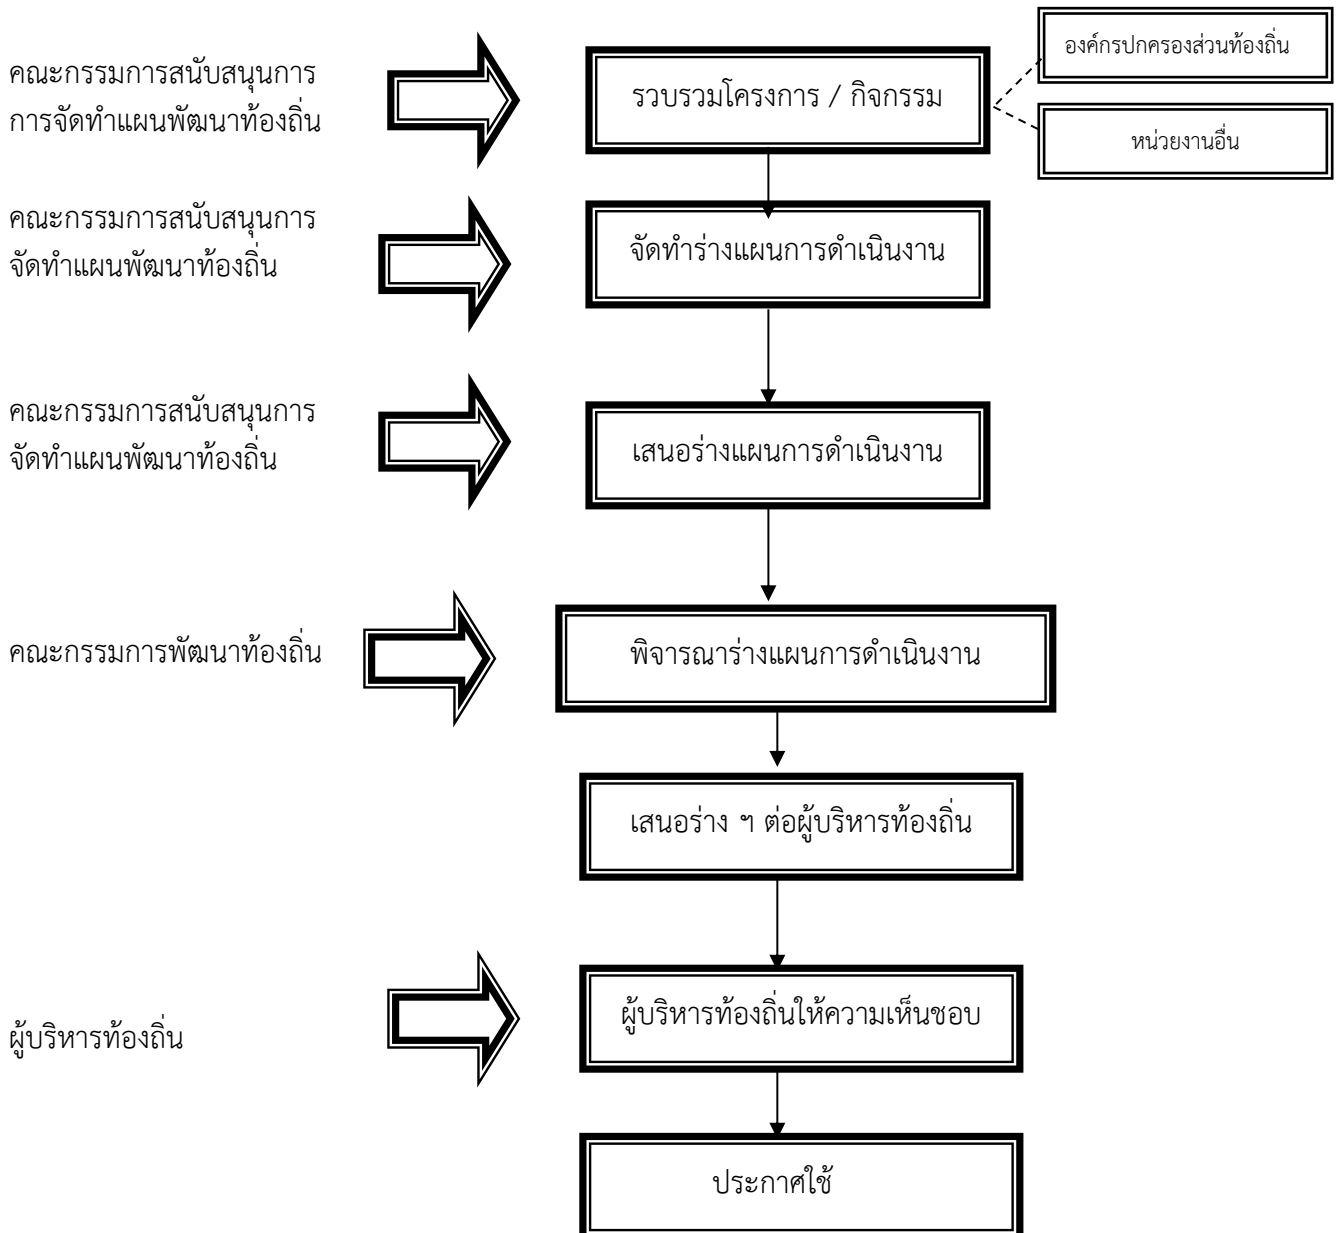 องค์กรปกครองส่วนท้องถิ่น
คณะกรรมการสนับสนุนการ
การจัดทำแผนพัฒนาท้องถิ่น
รวบรวมโครงการ / กิจกรรม
หน่วยงานอื่น
คณะกรรมการสนับสนุนการ
จัดทำแผนพัฒนาท้องถิ่น
จัดทำร่างแผนการดำเนินงาน
คณะกรรมการสนับสนุนการ
จัดทำแผนพัฒนาท้องถิ่น
เสนอร่างแผนการดำเนินงาน
คณะกรรมการพัฒนาท้องถิ่น
พิจารณาร่างแผนการดำเนินงาน
เสนอร่าง ฯ ต่อผู้บริหารท้องถิ่น
ผู้บริหารท้องถิ่น
ผู้บริหารท้องถิ่นให้ความเห็นชอบ
ประกาศใช้